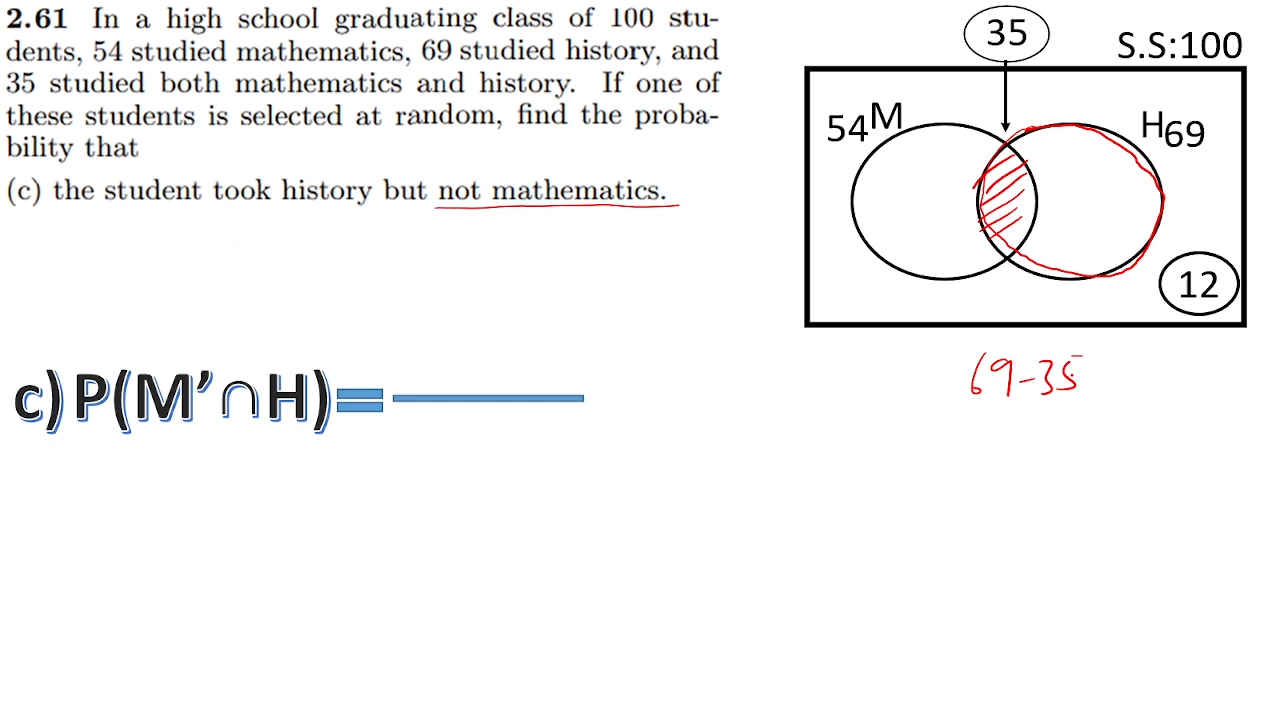 2.61 In a high school graduating class of 100 stu-
dents, 54 studied mathematics, 69 studied history, and
35 studied both mathematics and history. If one of
these students is selected at random, find the proba-
bility that
(c) the student took history but not mathematics.
35
S.S:100
54M
H69
12
69-35
c) P(M’∩H)=